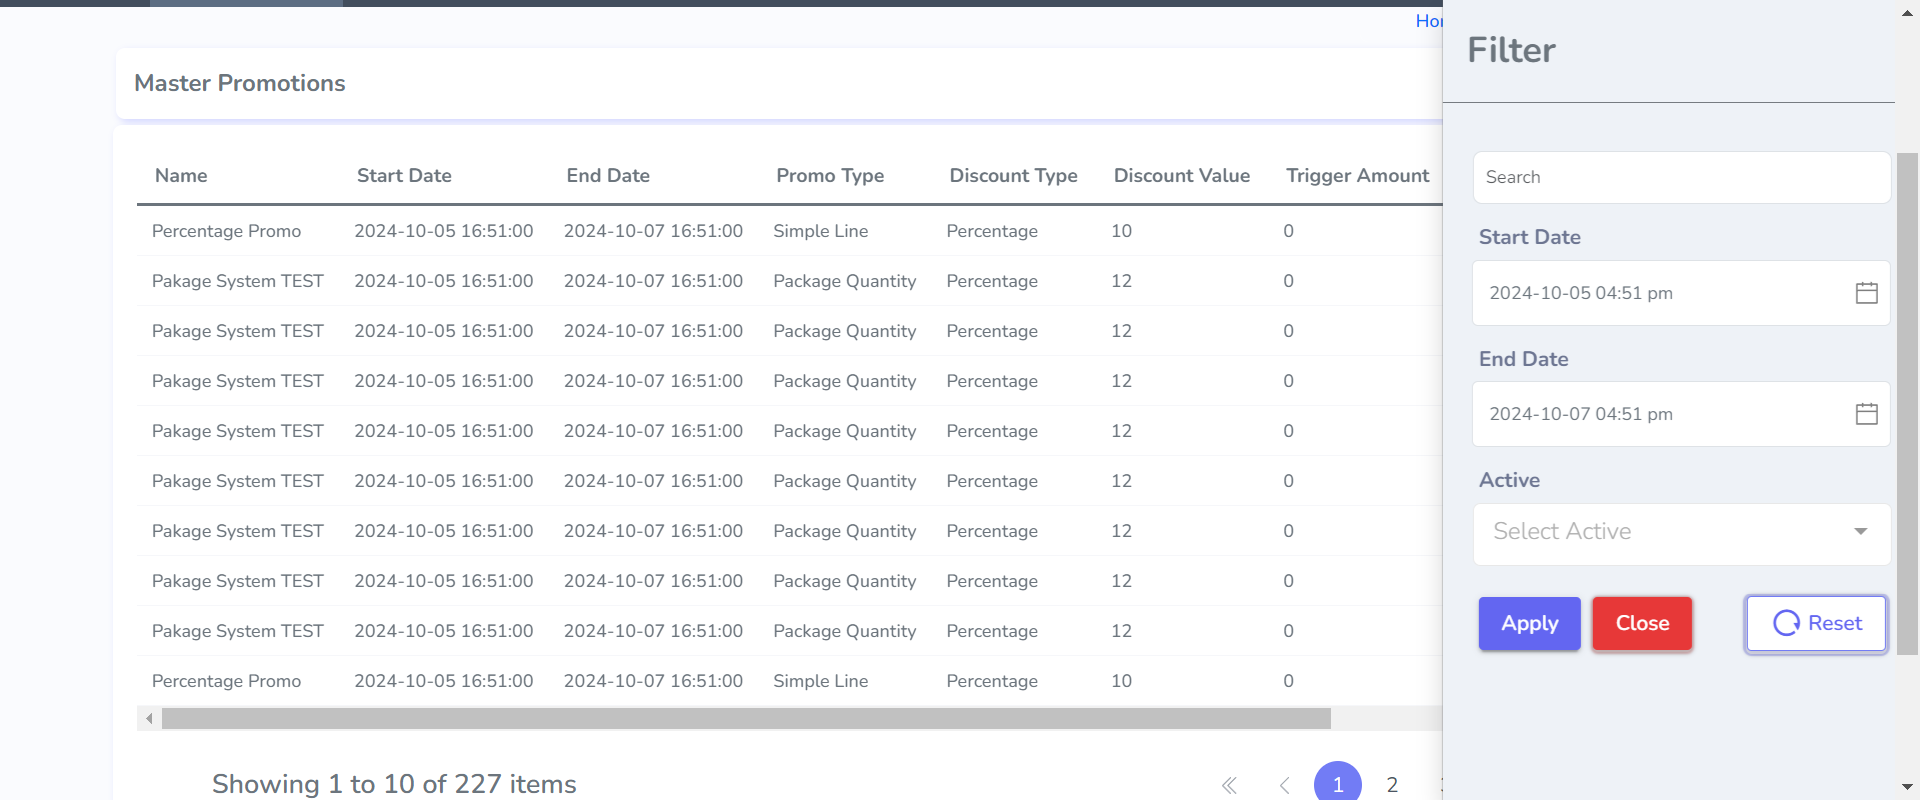 Hor
Master Promotions
Name Start Date End Date Promo Type Discount Type Discount Value Trigger Amount
Percentage Promo 2024-10-05 16:51:00 2024-10-07 16:51:00 Simple Line Percentage 10 0
Pakage System TEST 2024-10-05 16:51:00 2024-10-07 16:51:00 Package Quantity Percentage 12 0
Pakage System TEST 2024-10-05 16:51:00 2024-10-07 16:51:00 Package Quantity Percentage 12 0
Pakage System TEST 2024-10-05 16:51:00 2024-10-07 16:51:00 Package Quantity Percentage 12 0
Pakage System TEST 2024-10-05 16:51:00 2024-10-07 16:51:00 Package Quantity Percentage 12 0
Pakage System TEST 2024-10-05 16:51:00 2024-10-07 16:51:00 Package Quantity Percentage 12 0
Pakage System TEST 2024-10-05 16:51:00 2024-10-07 16:51:00 Package Quantity Percentage 12 0
Pakage System TEST 2024-10-05 16:51:00 2024-10-07 16:51:00 Package Quantity Percentage 12 0
Pakage System TEST 2024-10-05 16:51:00 2024-10-07 16:51:00 Package Quantity Percentage 12 0
Percentage Promo 2024-10-05 16:51:00 2024-10-07 16:51:00 Simple Line Percentage 10 0
Showing 1 to 10 of 227 items
1 2
Filter
Search
Start Date
2024-10-05 04:51 pm
End Date
2024-10-07 04:51 pm
Active
Select Active
Apply Close Reset